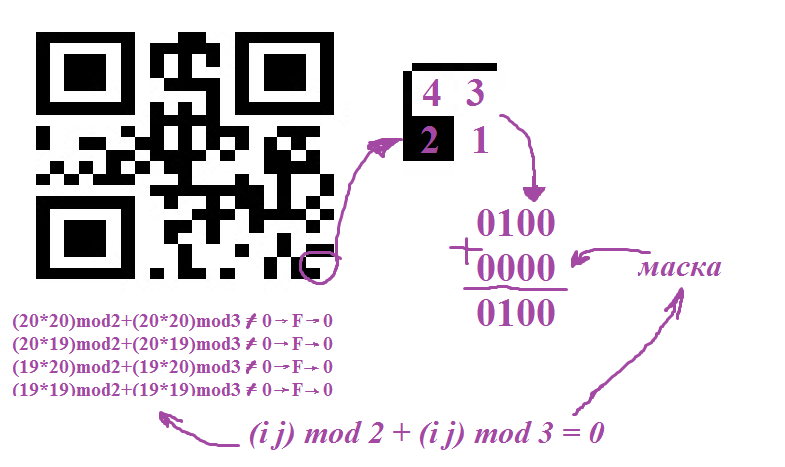 4 3
2 1
0100
+
0000
маска
0100
(20*20)mod2+(20*20)mod3 ≠ 0→F→0
(20*19)mod2+(20*19)mod3 ≠ 0→F→0
(19*20)mod2+(19*20)mod3 ≠ 0→F→0
(19*19)mod2+(19*19)mod3 ≠ 0→F→0
(i j) mod 2 + (i j) mod 3 = 0